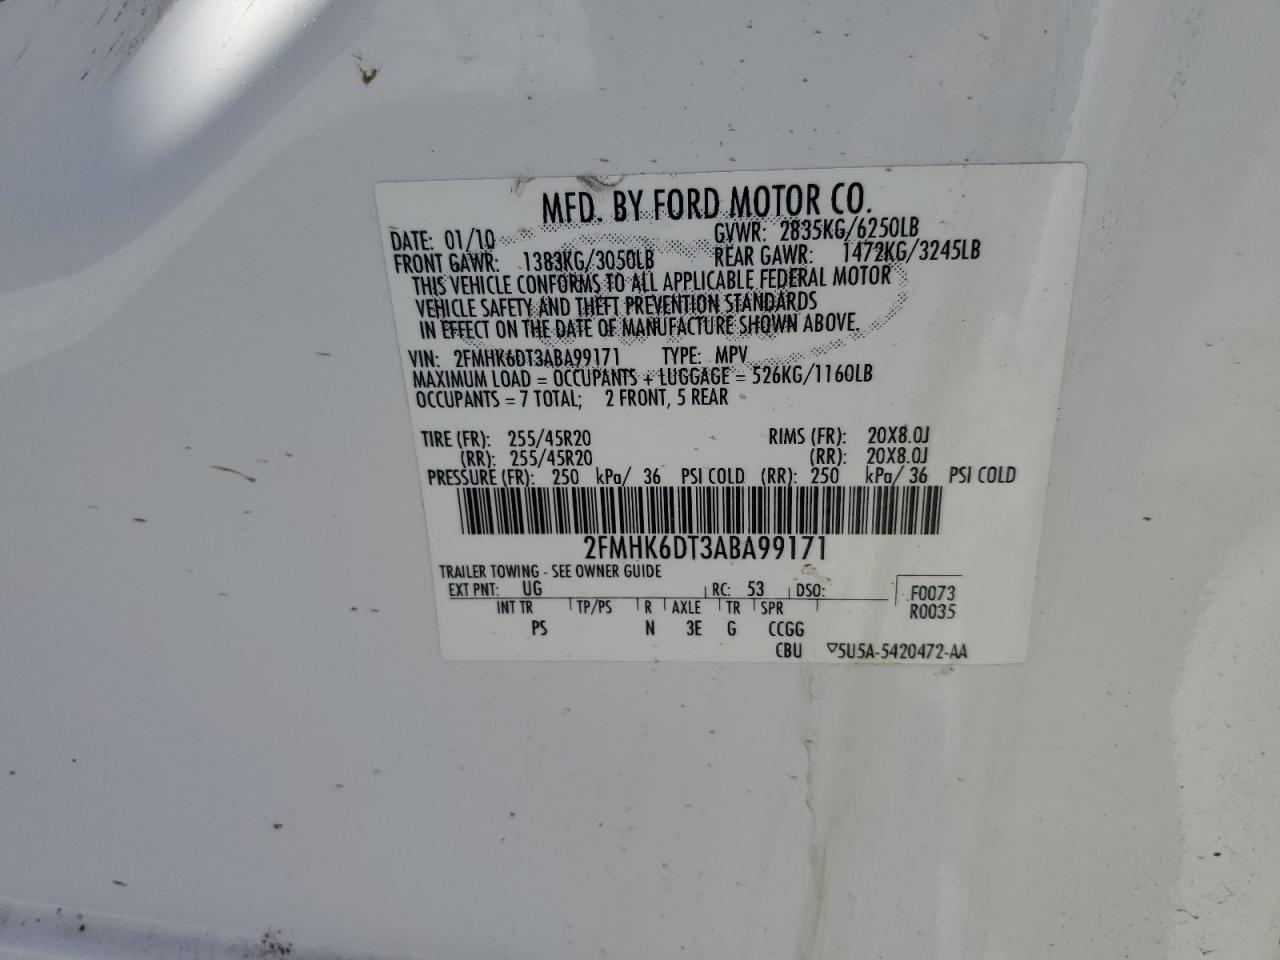 MFD. BY FORD MOTOR CO.
DATE: 01/10 GVWR: 2835KG/6250LB
FRONT GAWR: 1383KG/3050LB REAR GAWR: 1472KG/3245LB
THIS VEHICLE CONFORMS TO ALL APPLICABLE FEDERAL MOTOR
VEHICLE SAFETY AND THEFT PREVENTION STANDARDS
IN EFFECT ON THE DATE OF MANUFACTURE SHOWN ABOVE.
VIN: 2FMHK6DT3ABA99171 TYPE: MPV
MAXIMUM LOAD = OCCUPANTS + LUGGAGE = 526KG/1160LB
OCCUPANTS = 7 TOTAL; 2 FRONT, 5 REAR
TIRE (FR): 255/45R20 RIMS (FR): 20X8.0J
(RR): 255/45R20 (RR): 20X8.0J
PRESSURE (FR): 250 kPa/ 36 PSI COLD (RR): 250 kPa/ 36 PSI COLD
2FMHK6DT3ABA99171
TRAILER TOWING - SEE OWNER GUIDE
EXT PNT: UG RC: 53 DSO: F0073
INT TR TP/PS R AXLE TR SPR R0035
PS N 3E G CCGG
CBU ▽5U5A-5420472-AA